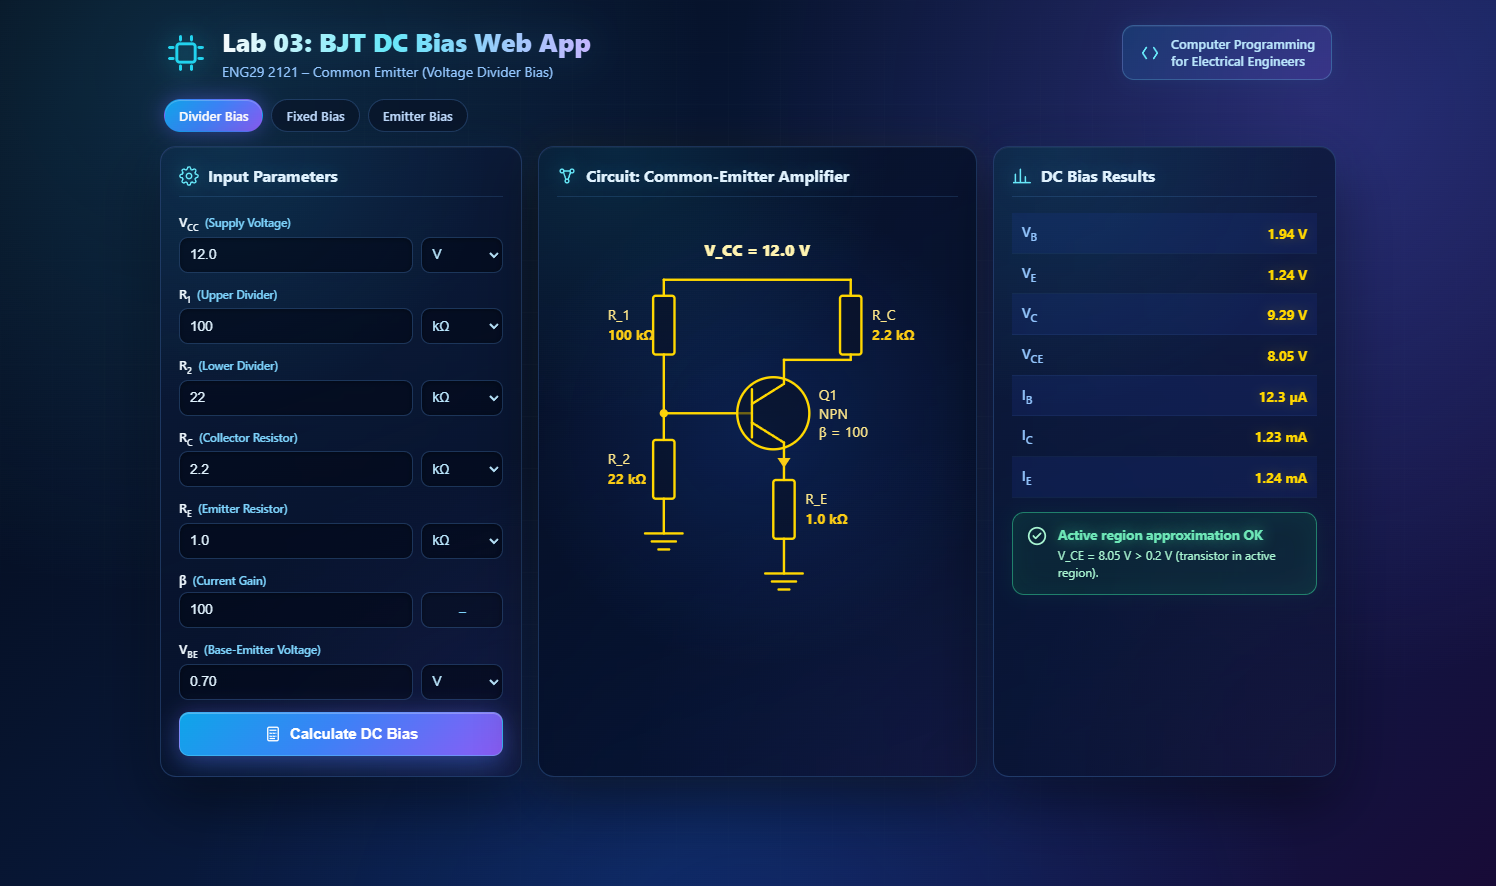 Lab 03: BJT DC Bias Web App
ENG29 2121 – Common Emitter (Voltage Divider Bias)
Computer Programming
for Electrical Engineers
Divider Bias
Fixed Bias
Emitter Bias
Input Parameters
VCC (Supply Voltage)
12.0 V
R1 (Upper Divider)
100 kΩ
R2 (Lower Divider)
22 kΩ
RC (Collector Resistor)
2.2 kΩ
RE (Emitter Resistor)
1.0 kΩ
β (Current Gain)
100 –
VBE (Base-Emitter Voltage)
0.70 V
Calculate DC Bias
Circuit: Common-Emitter Amplifier
V_CC = 12.0 V
R_1
100 kΩ
R_C
2.2 kΩ
Q1
NPN
β = 100
R_2
22 kΩ
R_E
1.0 kΩ
DC Bias Results
VB 1.94 V
VE 1.24 V
VC 9.29 V
VCE 8.05 V
IB 12.3 µA
IC 1.23 mA
IE 1.24 mA
Active region approximation OK
V_CE = 8.05 V > 0.2 V (transistor in active
region).